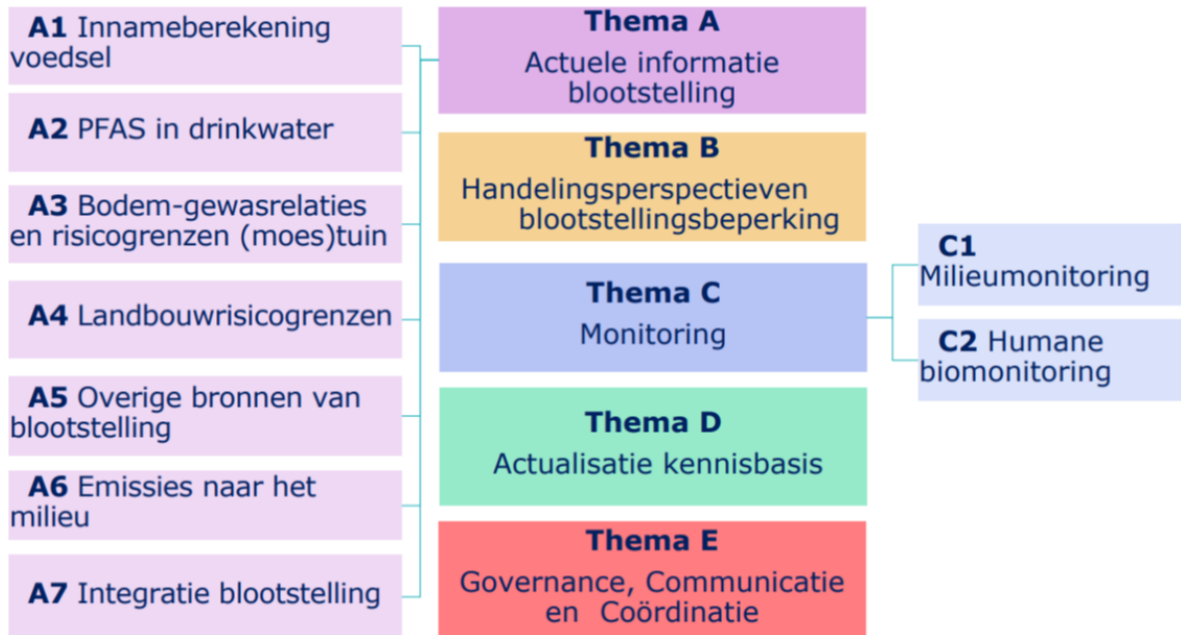 A1 Innameberekening
voedsel
A2 PFAS in drinkwater
A3 Bodem-gewasrelaties
en risicogrenzen (moes)tuin
A4 Landbouwrisicogrenzen
A5 Overige bronnen van
blootstelling
A6 Emissies naar het
milieu
A7 Integratie blootstelling
Thema A
Actuele informatie
blootstelling
Thema B
Handelingsperspectieven
blootstellingsbeperking
Thema C
Monitoring
Thema D
Actualisatie kennisbasis
Thema E
Governance, Communicatie
en Coördinatie
C1
Milieumonitoring
C2 Humane
biomonitoring